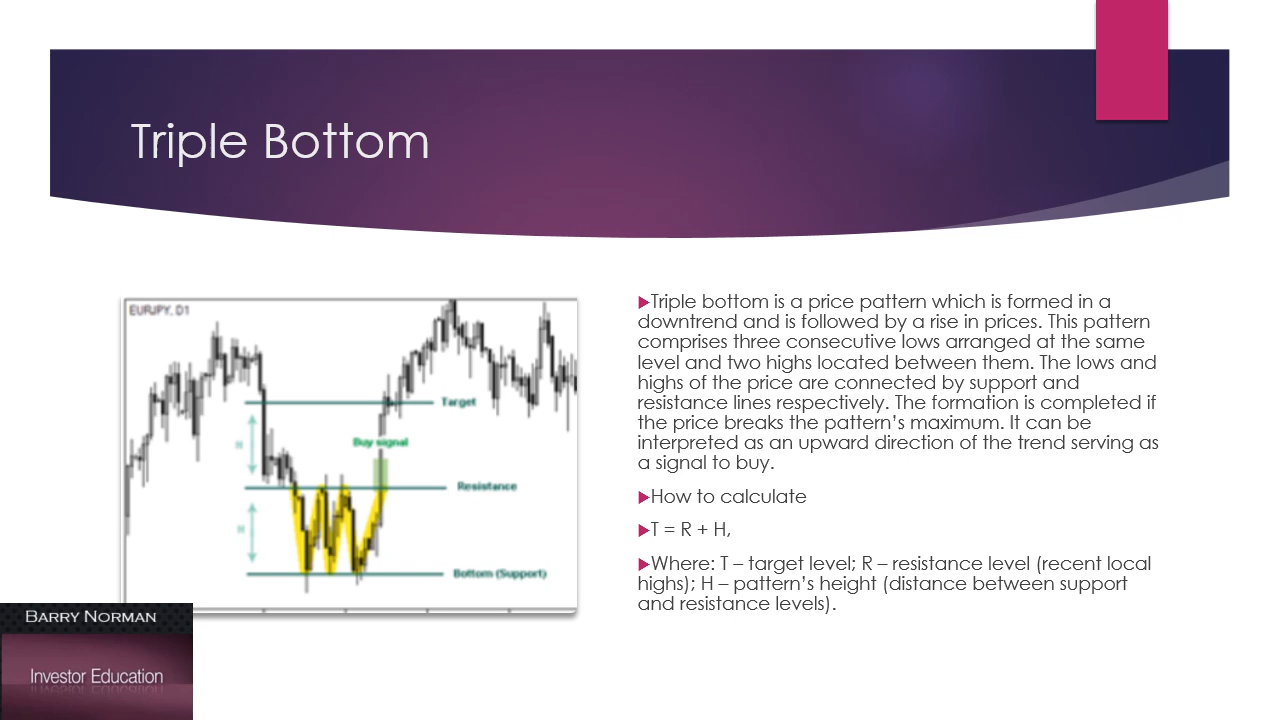 Triple Bottom
EURJPY, D1
Target
H
Buy signal
Resistance
H
Bottom (Support)
▶Triple bottom is a price pattern which is formed in a
downtrend and is followed by a rise in prices. This pattern
comprises three consecutive lows arranged at the same
level and two highs located between them. The lows and
highs of the price are connected by support and
resistance lines respectively. The formation is completed if
the price breaks the pattern’s maximum. It can be
interpreted as an upward direction of the trend serving as
a signal to buy.
▶How to calculate
▶T = R + H,
▶Where: T – target level; R – resistance level (recent local
highs); H – pattern’s height (distance between support
and resistance levels).
BARRY NORMAN
Investor Education